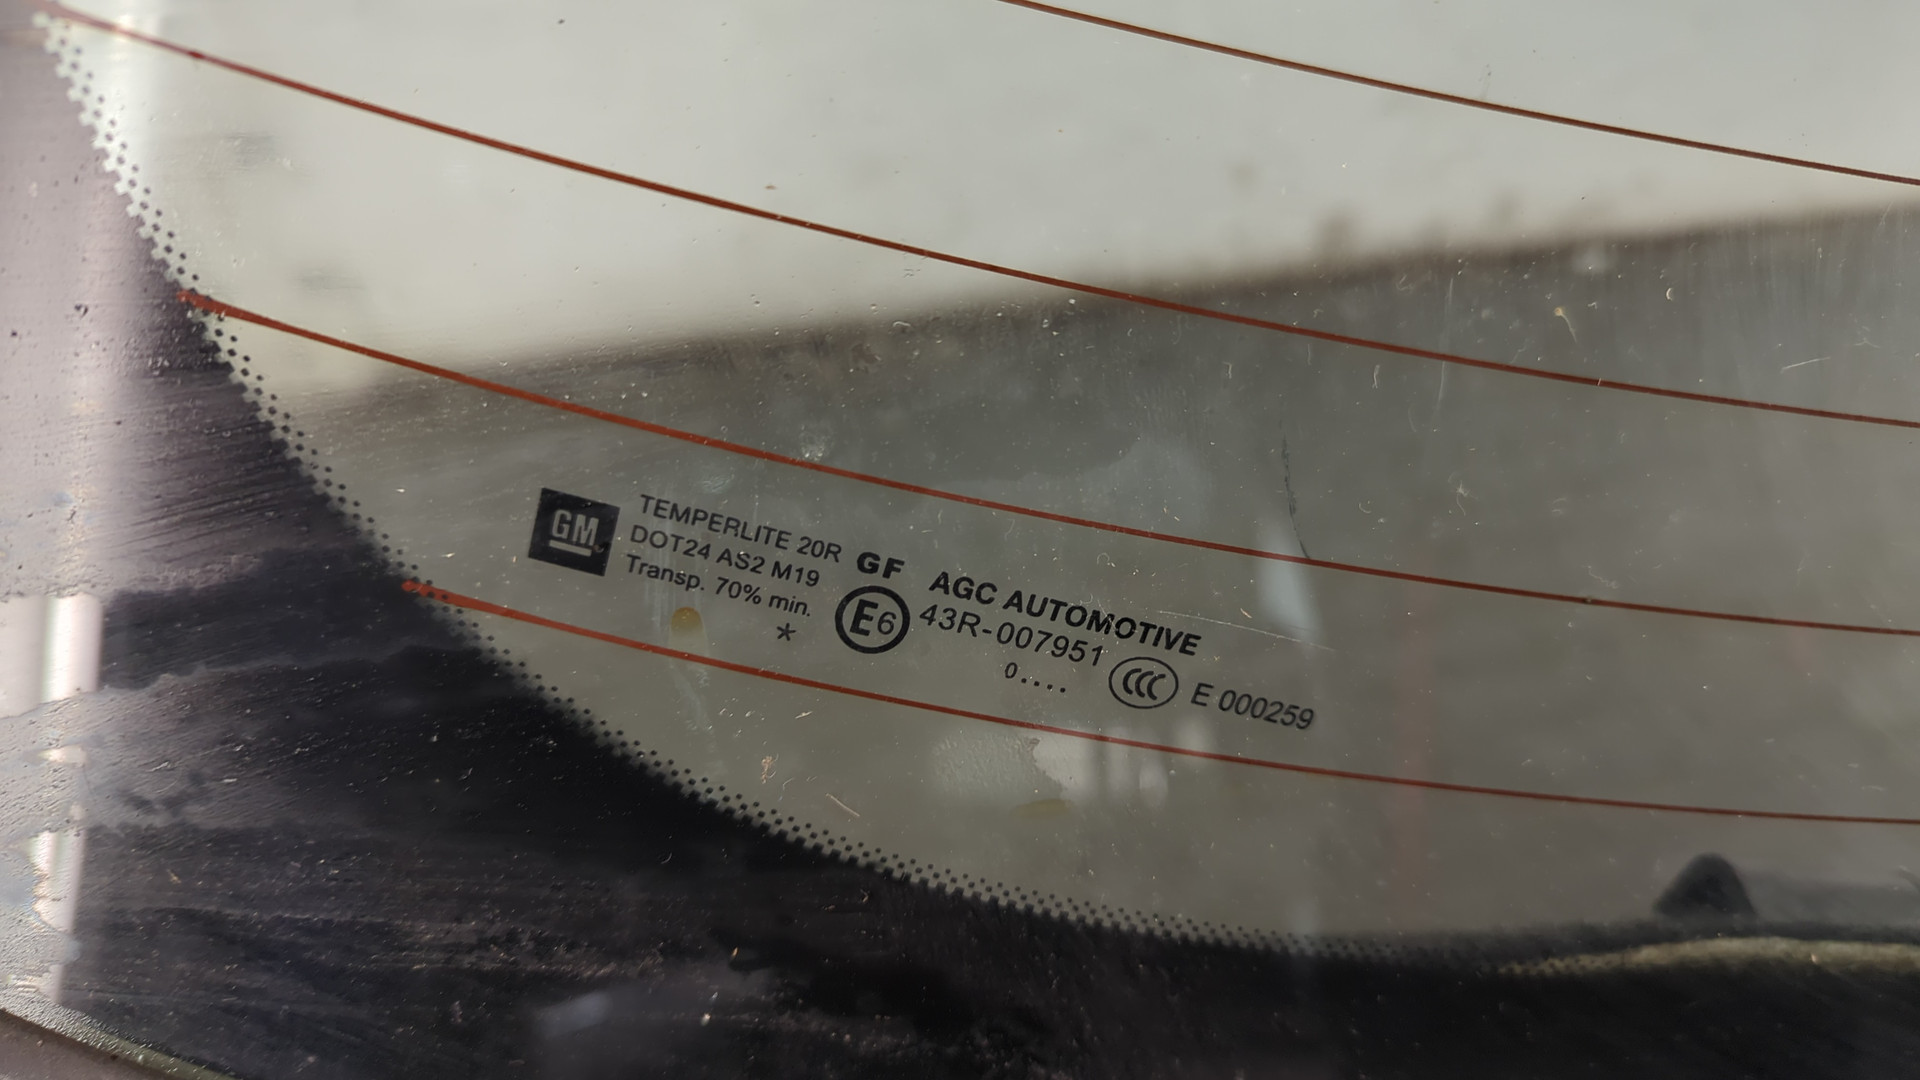 GM
TEMPERLITE 20R GF AGC AUTOMOTIVE
DOT24 AS2 M19 E6 43R-007951 CCC E 000259
Transp. 70% min.
* 0....